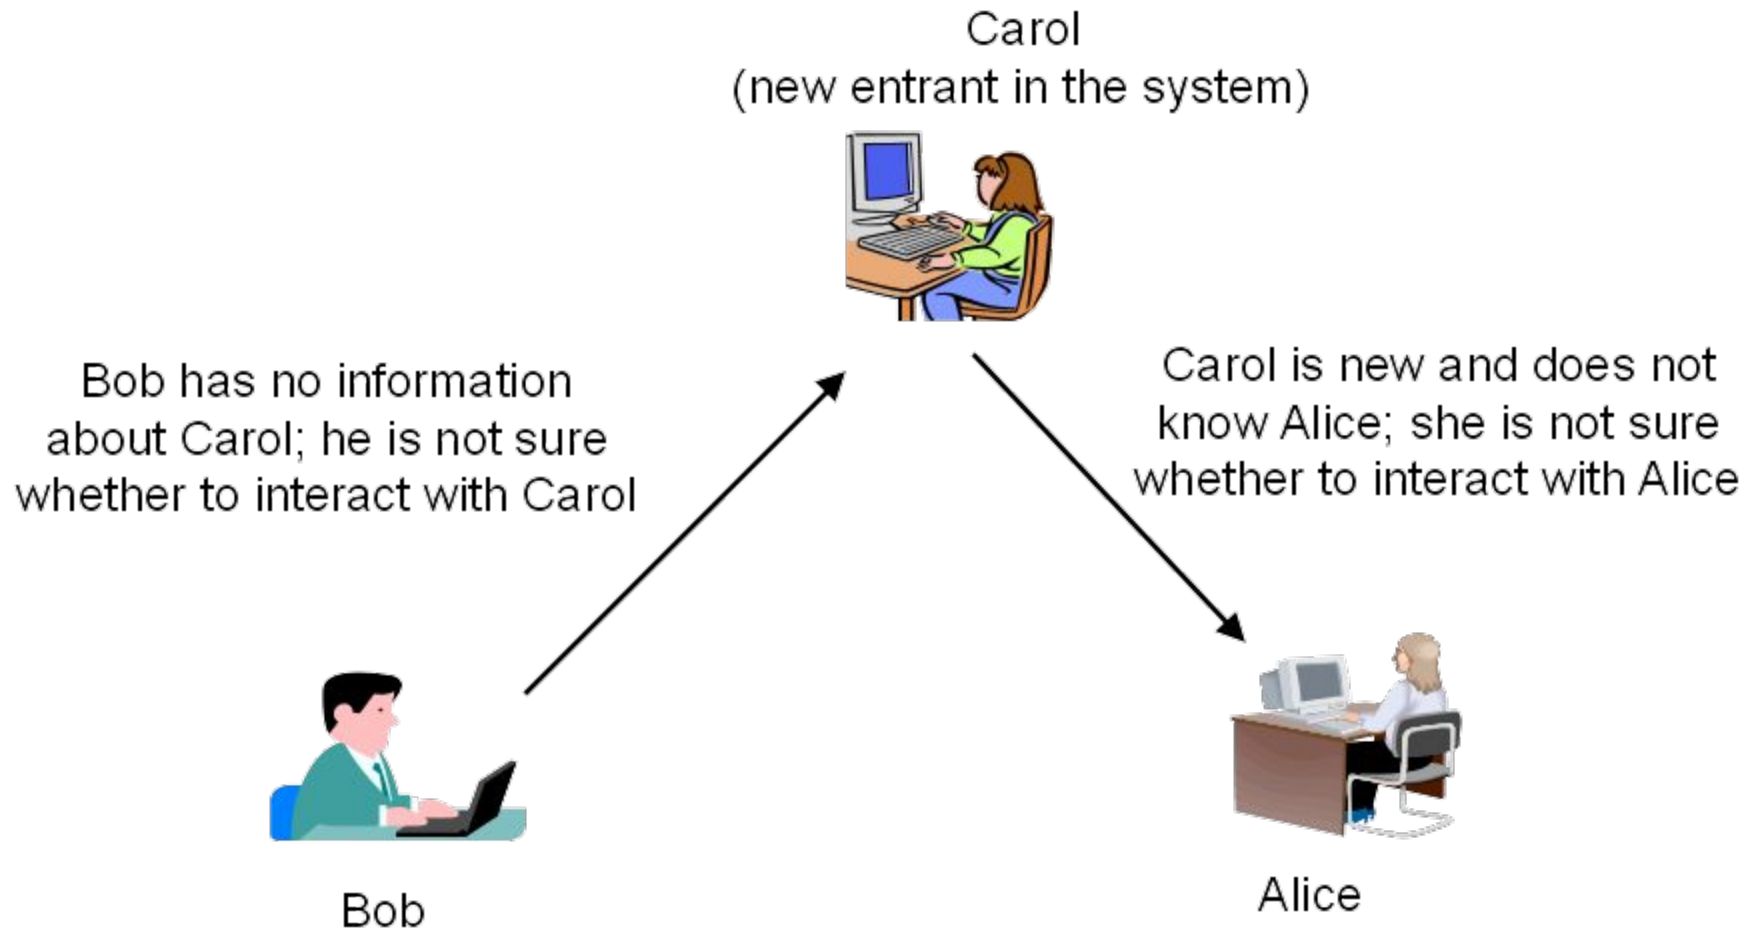 Carol
(new entrant in the system)
Bob has no information
about Carol; he is not sure
whether to interact with Carol
Carol is new and does not
know Alice; she is not sure
whether to interact with Alice
Bob
Alice